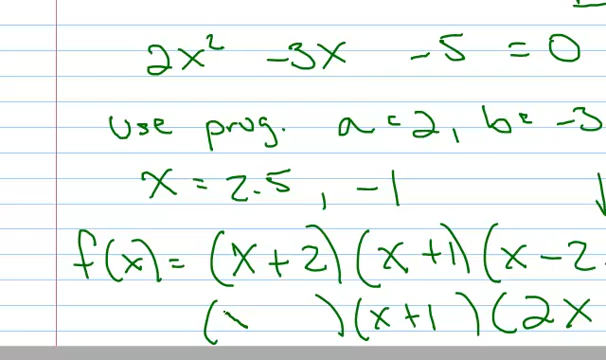 2x² -3x -5 = 0
Use prog. a = 2, b = -3
x = 2.5, -1
f(x) = (x+2)(x+1)(x-2.
( )(x+1)(2x